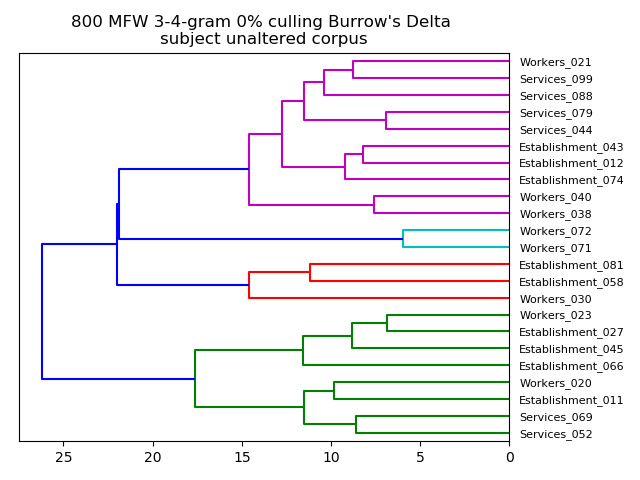 800 MFW 3-4-gram 0% culling Burrow's Delta
subject unaltered corpus
Workers_021
Services_099
Services_088
Services_079
Services_044
Establishment_043
Establishment_012
Establishment_074
Workers_040
Workers_038
Workers_072
Workers_071
Establishment_081
Establishment_058
Workers_030
Workers_023
Establishment_027
Establishment_045
Establishment_066
Workers_020
Establishment_011
Services_069
Services_052
25 20 15 10 5 0